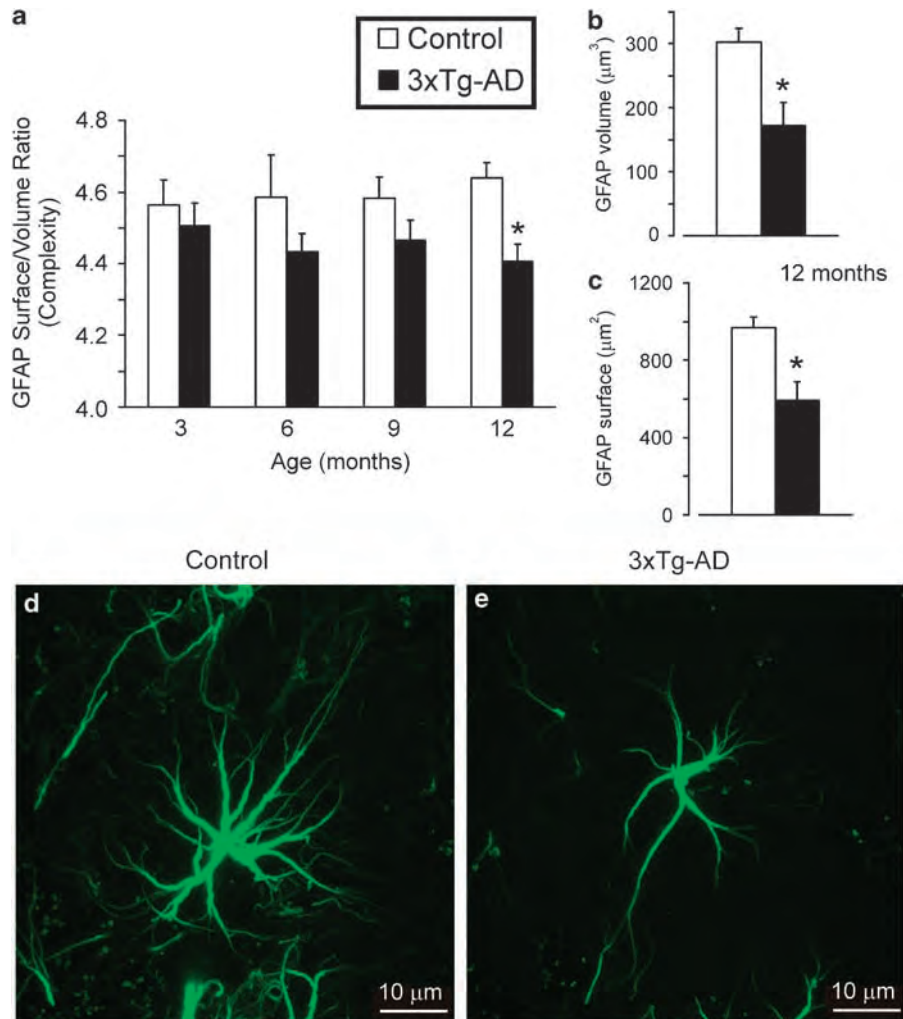 a
Control
3xTg-AD
GFAP Surface/Volume Ratio
(Complexity)
4.8
4.6
4.4
4.2
4.0
3 6 9 12
Age (months)
*
b
GFAP volume (μm³)
300
200
100
0
*
12 months
c
GFAP surface (μm²)
1200
800
400
0
*
Control
3xTg-AD
d
10 μm
e
10 μm